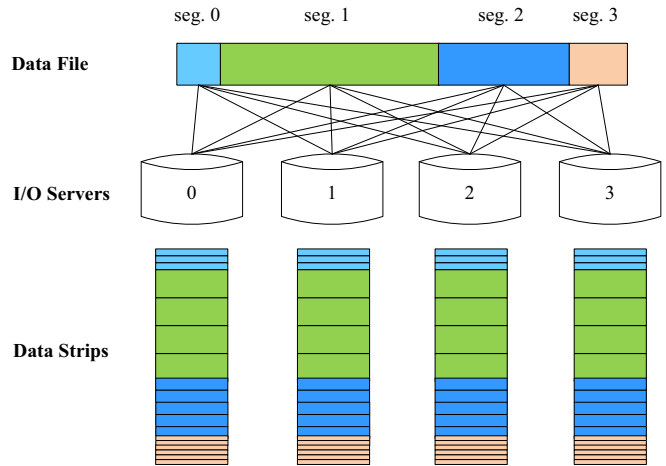 seg. 0 seg. 1 seg. 2 seg. 3
Data File
I/O Servers 0 1 2 3
Data Strips